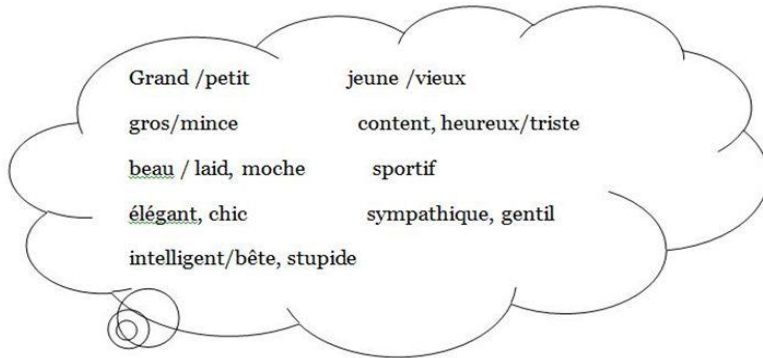 Grand /petit jeune /vieux
gros/mince content, heureux/triste
beau / laid, moche sportif
élégant, chic sympathique, gentil
intelligent/bête, stupide